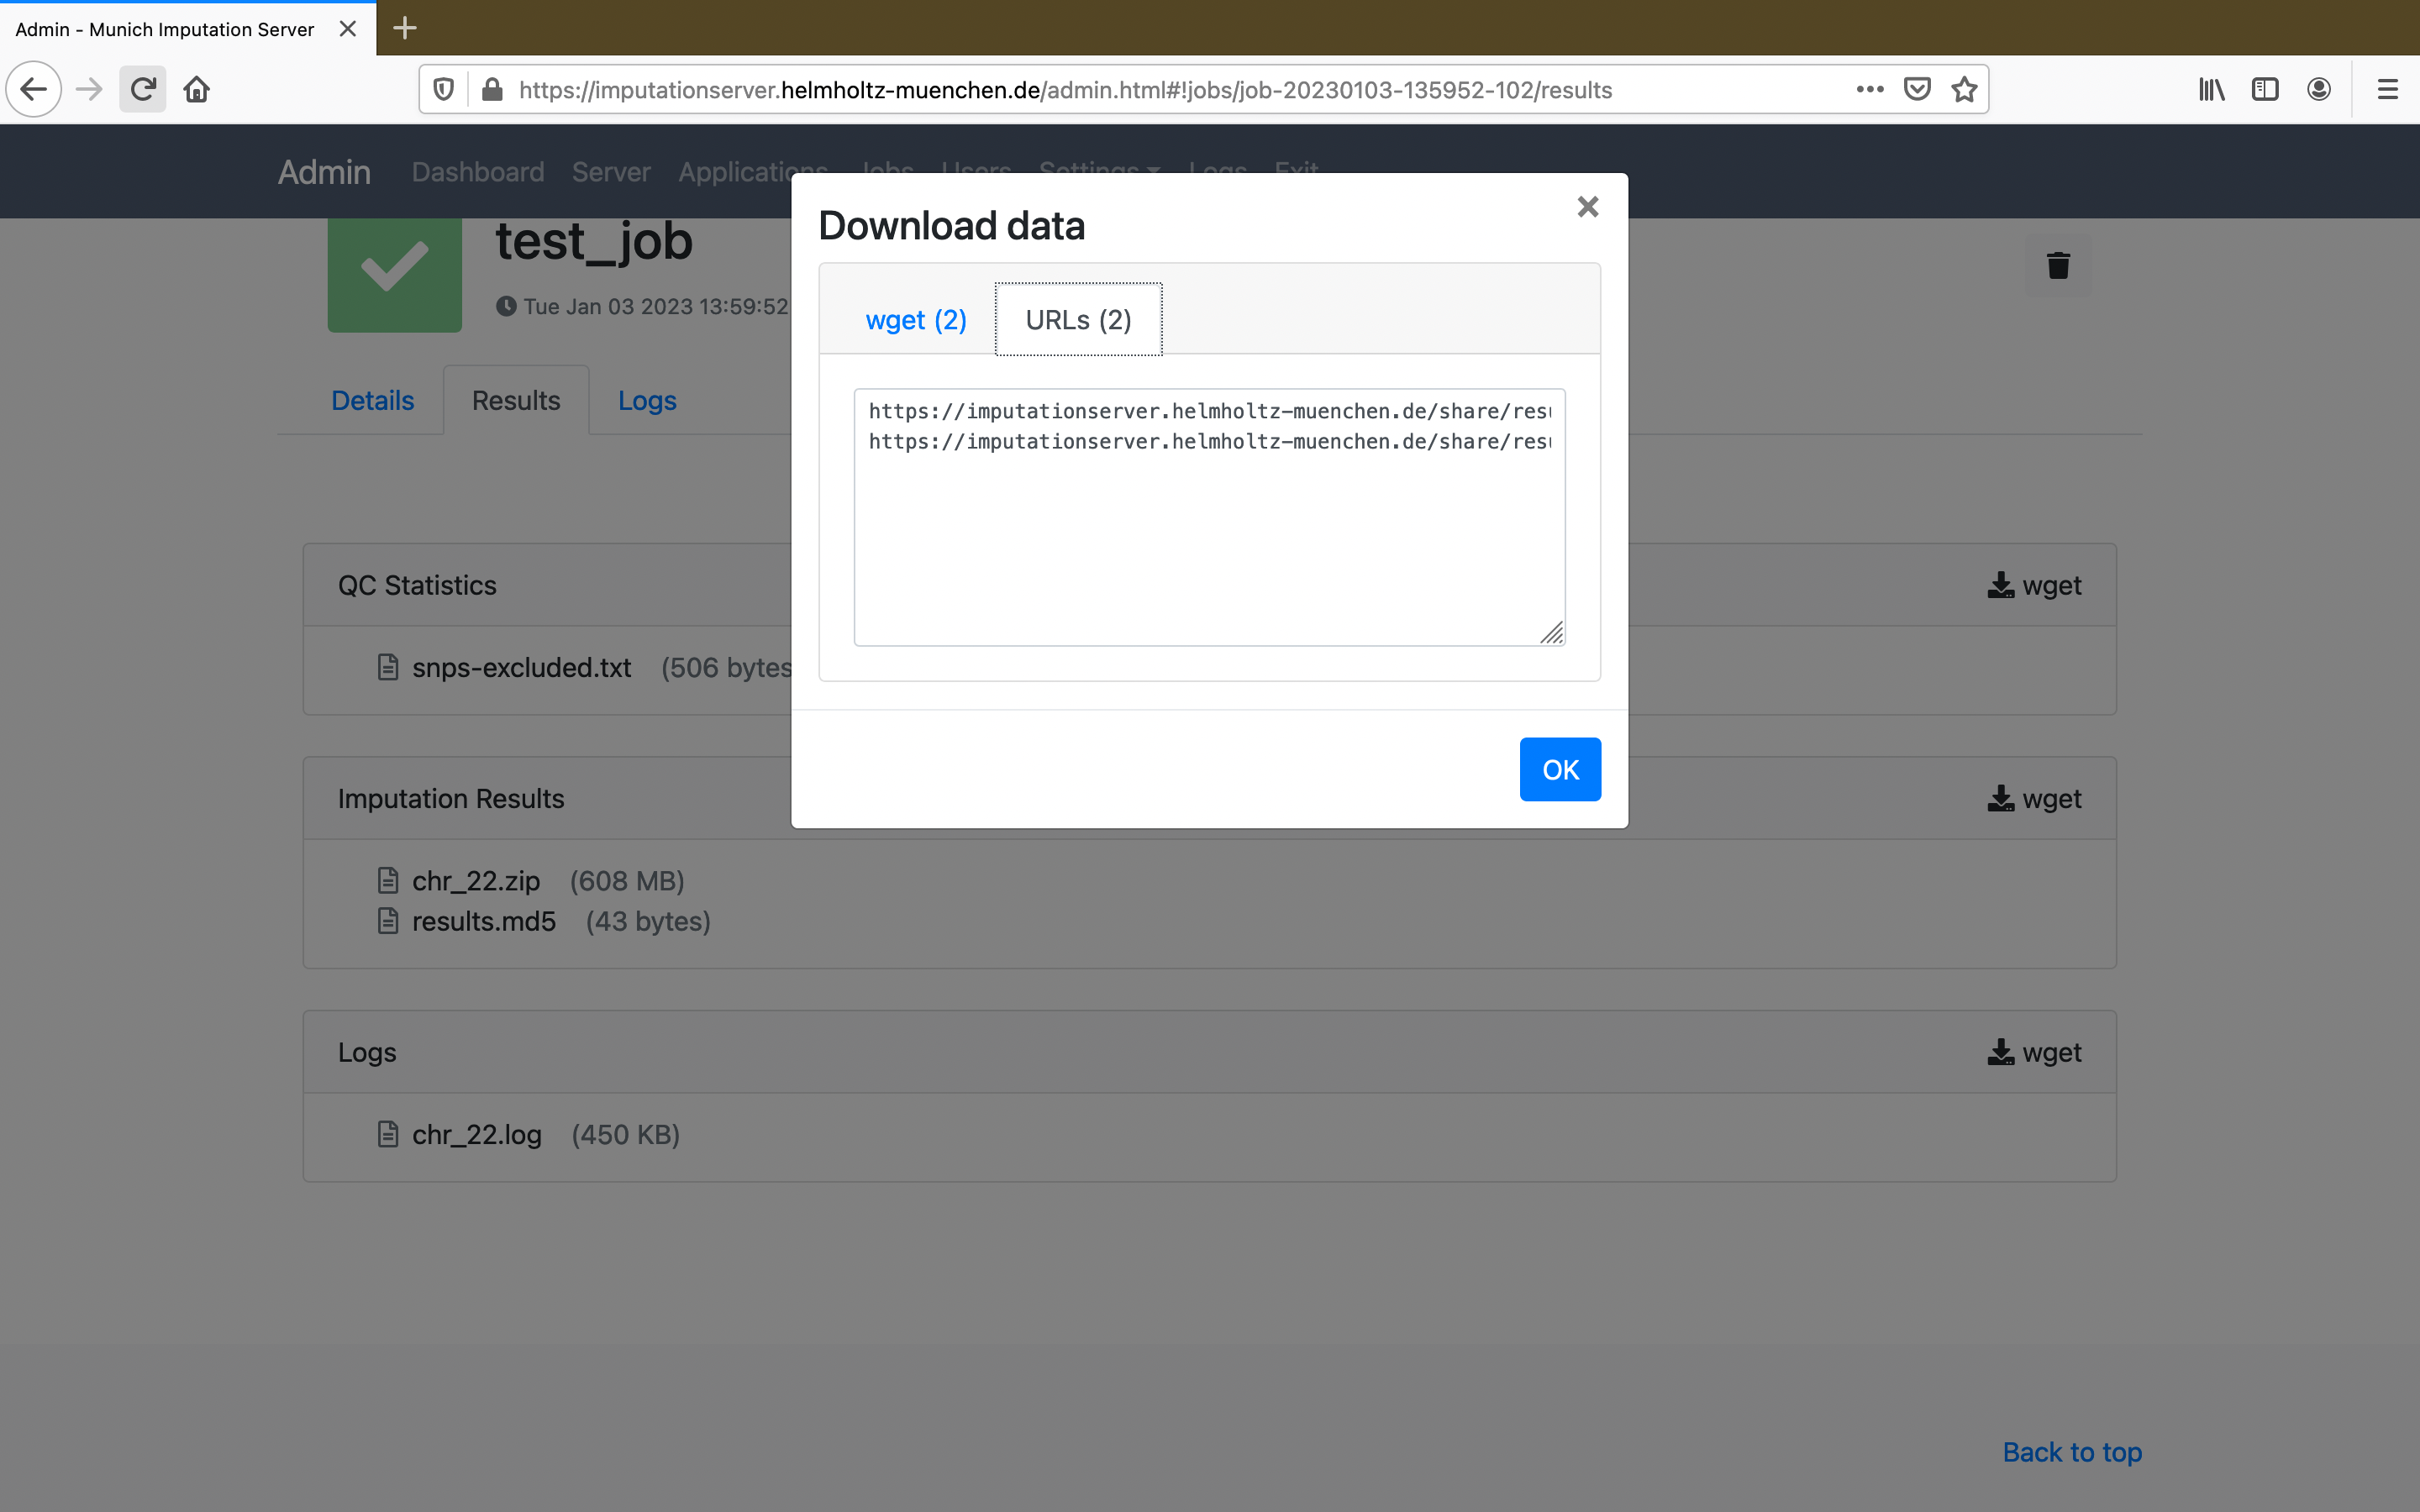 Admin - Munich Imputation Server
https://imputationserver.helmholtz-muenchen.de/admin.html#!jobs/job-20230103-135952-102/results
Admin Dashboard Server Applications Jobs Users Settings Logs Exit
Download data
test_job
Tue Jan 03 2023 13:59:52
wget (2) URLs (2)
Details Results Logs
https://imputationserver.helmholtz-muenchen.de/share/resu
https://imputationserver.helmholtz-muenchen.de/share/resu
QC Statistics wget
snps-excluded.txt (506 bytes
OK
Imputation Results wget
chr_22.zip (608 MB)
results.md5 (43 bytes)
Logs wget
chr_22.log (450 KB)
Back to top